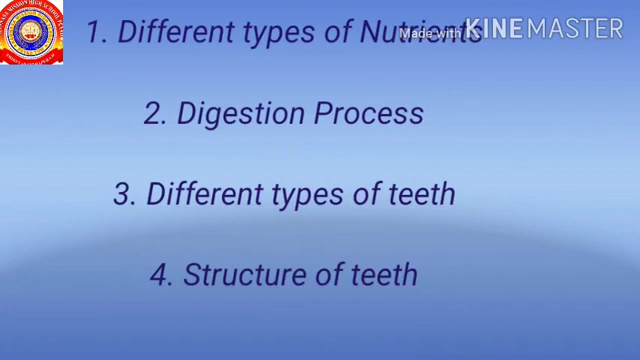 1. Different types of Nutrients
Made with KINEMASTER
2. Digestion Process
3. Different types of teeth
4. Structure of teeth